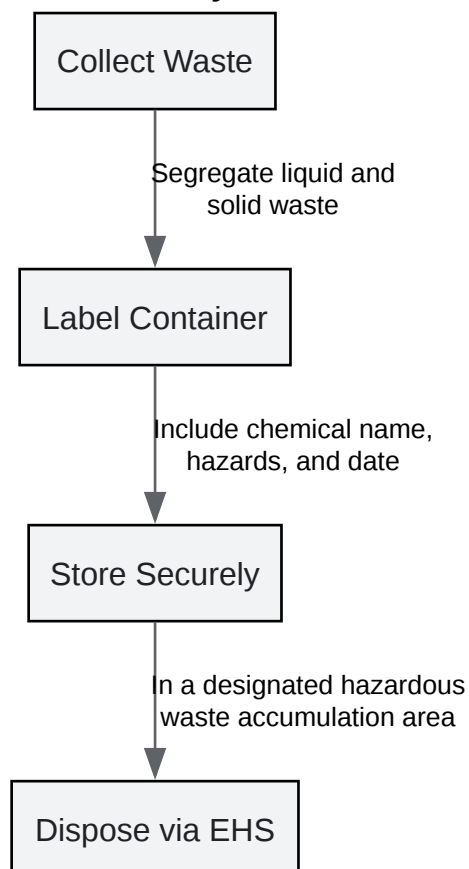 Collect Waste
Segregate liquid and
solid waste
Label Container
Include chemical name,
hazards, and date
Store Securely
In a designated hazardous
waste accumulation area
Dispose via EHS